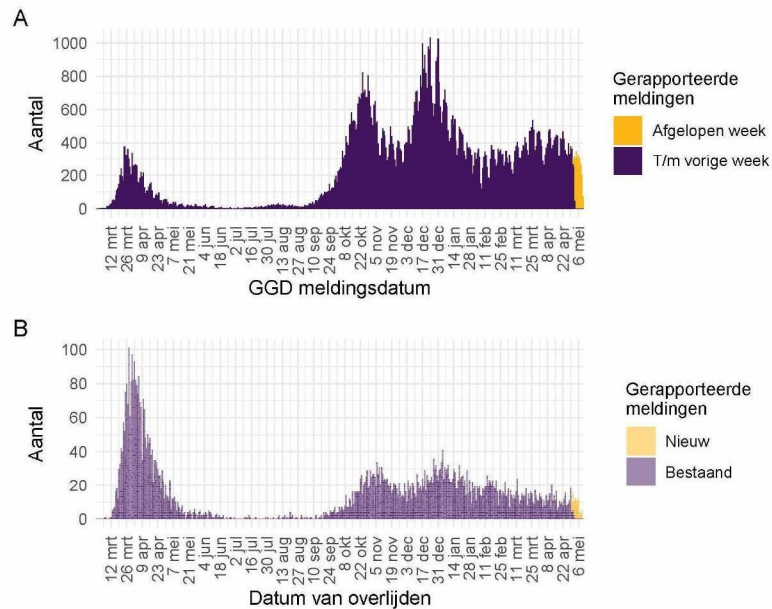 A
1000
800
600
400
200
0
Aantal
12 mrt
26 mrt
9 apr
23 apr
7 mei
21 mei
4 jun
18 jun
2 jul
16 jul
30 jul
13 aug
27 aug
10 sep
24 sep
8 okt
22 okt
5 nov
19 nov
3 dec
17 dec
31 dec
14 jan
28 jan
11 feb
25 feb
11 mrt
25 mrt
8 apr
22 apr
6 mei
GGD meldingsdatum
Gerapporteerde
meldingen
Afgelopen week
T/m vorige week
B
100
80
60
40
20
0
Aantal
12 mrt
26 mrt
9 apr
23 apr
7 mei
21 mei
4 jun
18 jun
2 jul
16 jul
30 jul
13 aug
27 aug
10 sep
24 sep
8 okt
22 okt
5 nov
19 nov
3 dec
17 dec
31 dec
14 jan
28 jan
11 feb
25 feb
11 mrt
25 mrt
8 apr
22 apr
6 mei
Datum van overlijden
Gerapporteerde
meldingen
Nieuw
Bestaand